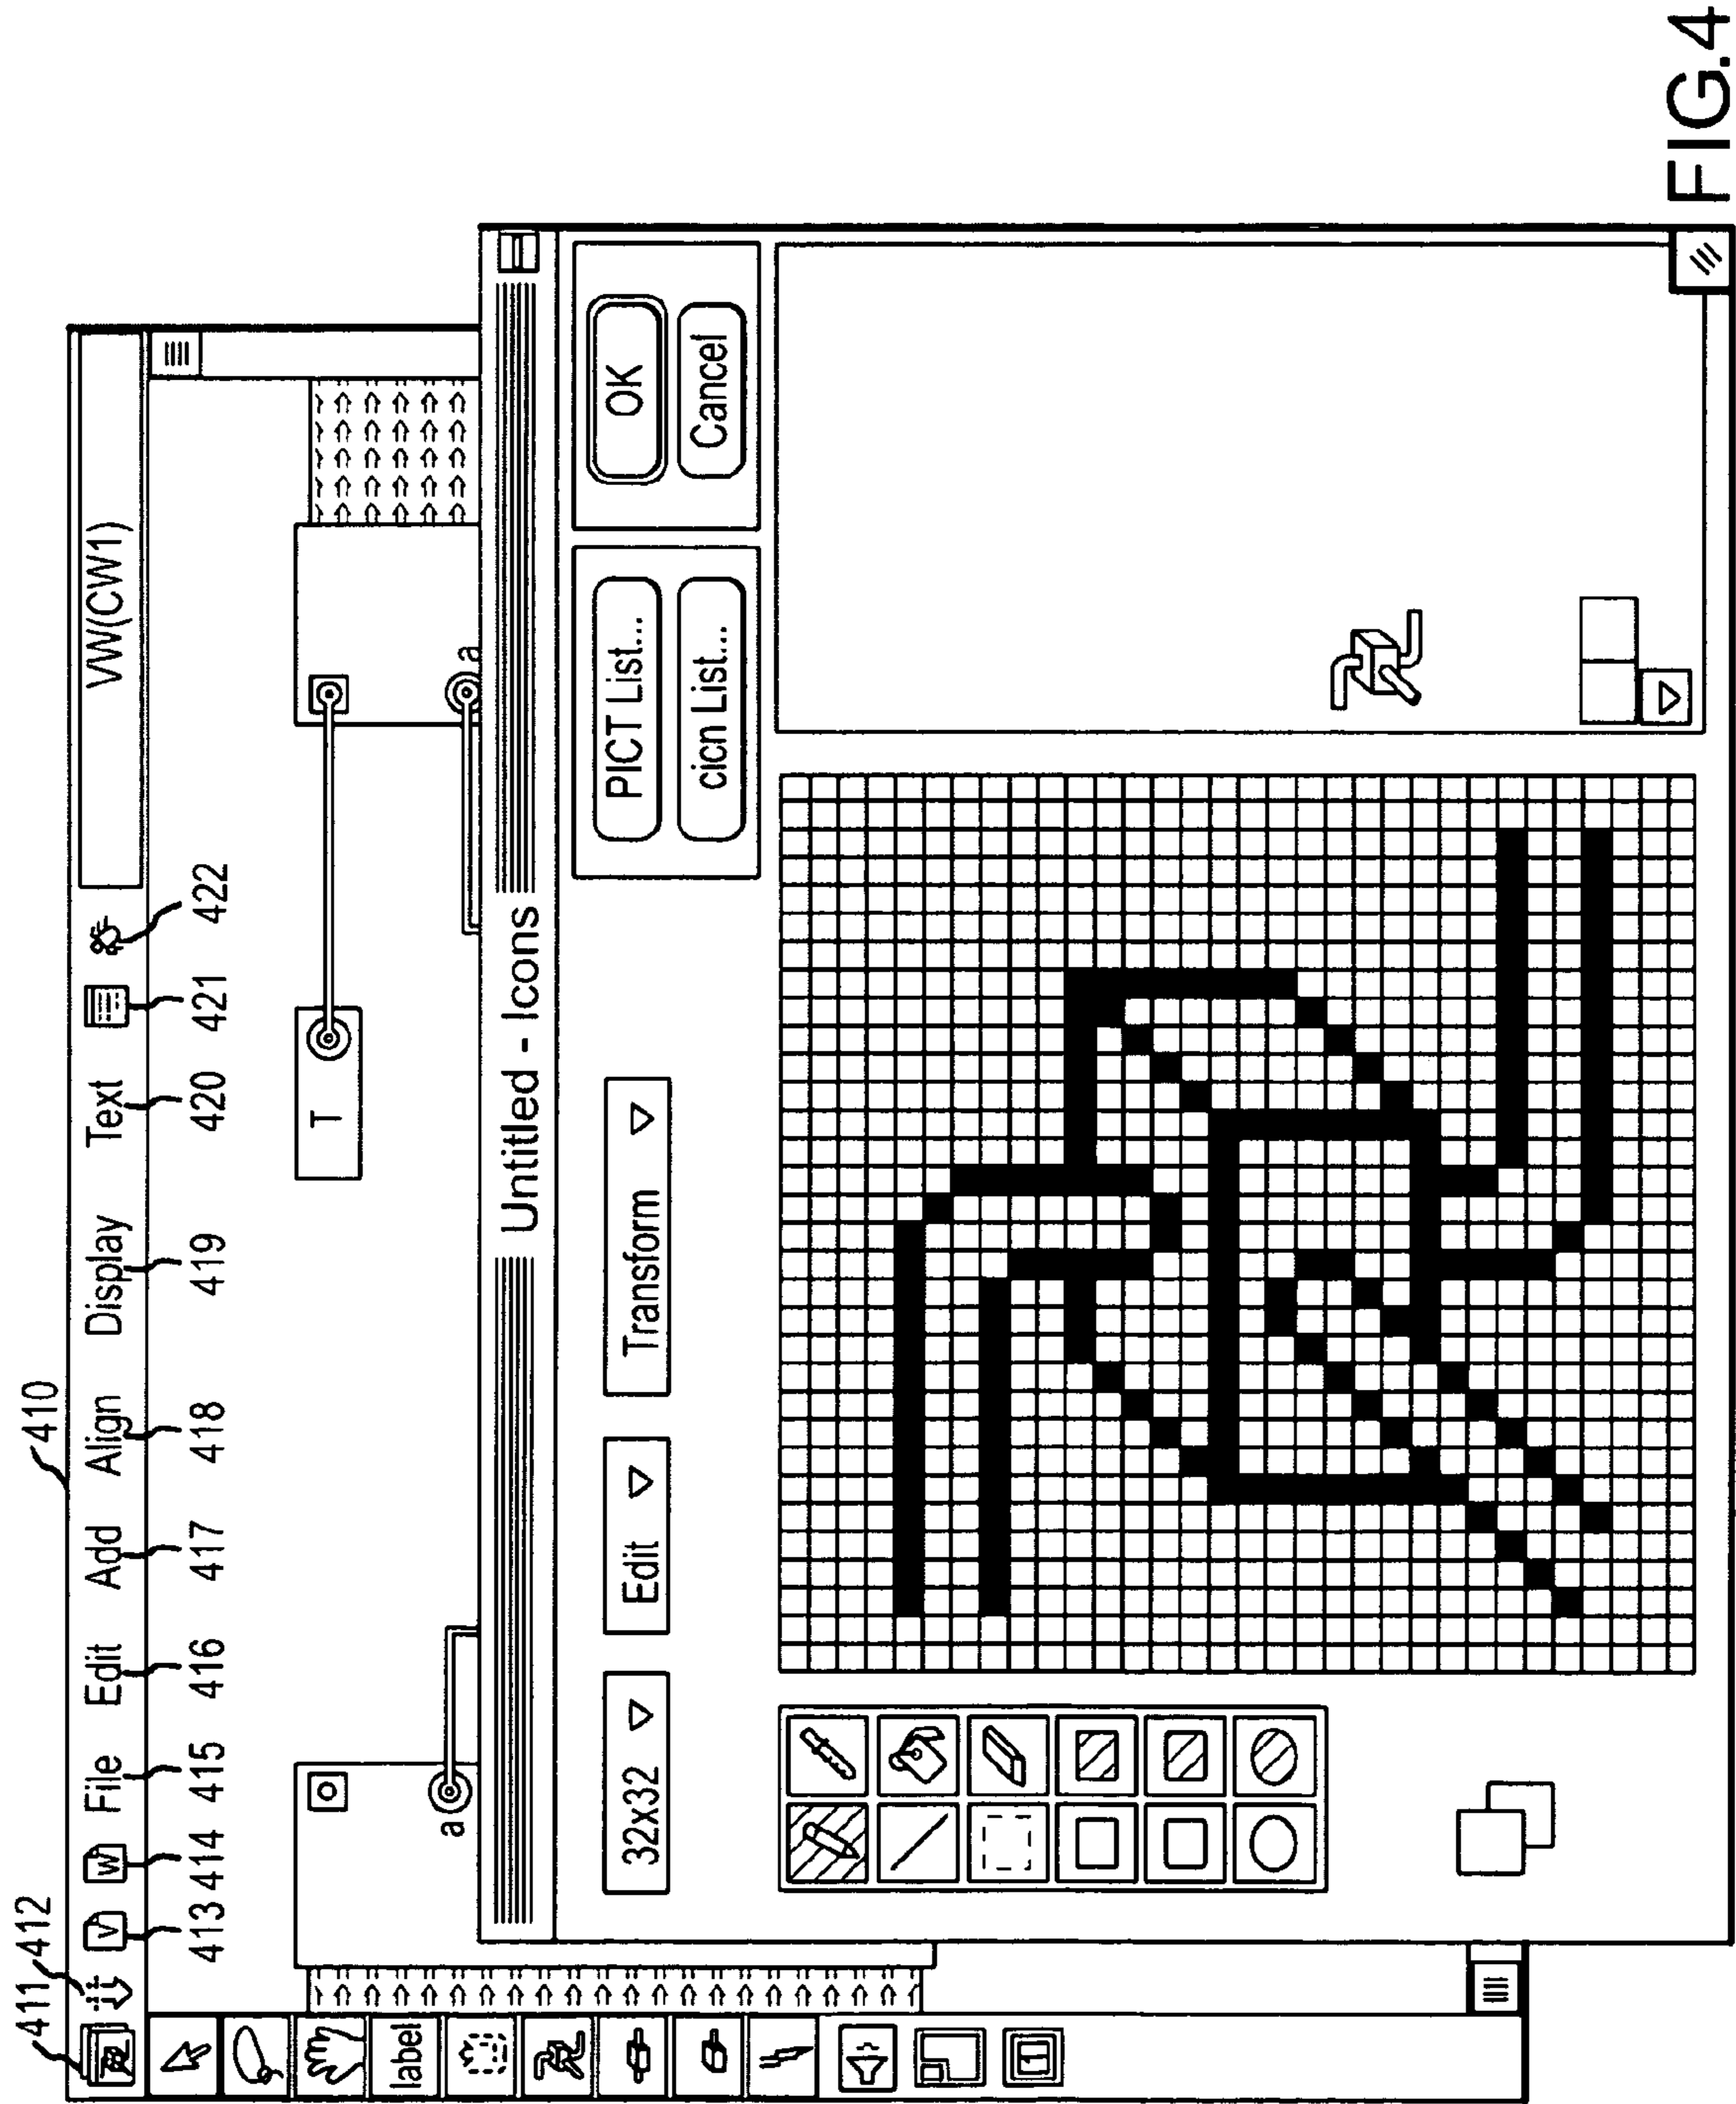 410
411
412
V
W
File Edit Add Align Display Text
VW(CW1)
413 414 415 416 417 418 419 420 421 422
label
1
T
a
a
Untitled - Icons
32x32
Edit
Transform
PICT List...
cicn List...
OK
Cancel
FIG.4